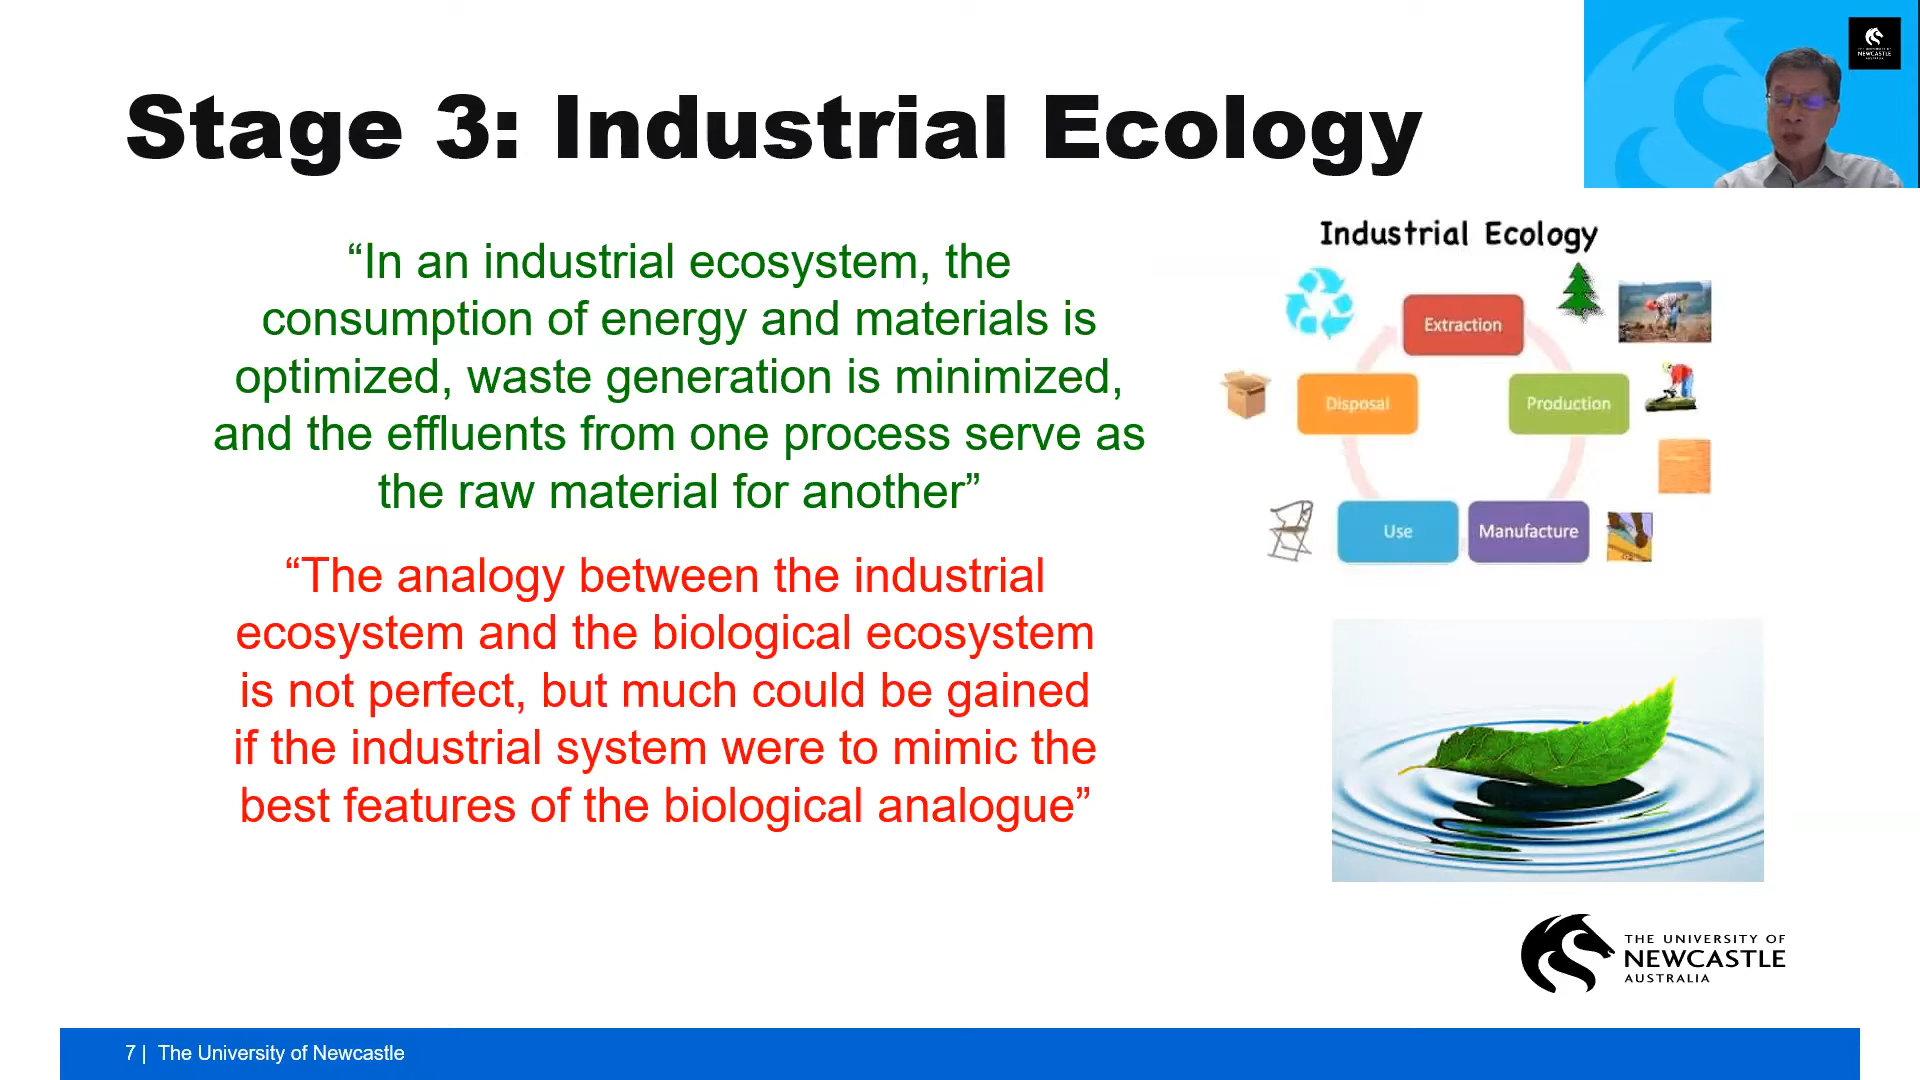 Stage 3: Industrial Ecology
NEWCASTLE
“In an industrial ecosystem, the
consumption of energy and materials is
optimized, waste generation is minimized,
and the effluents from one process serve as
the raw material for another”
“The analogy between the industrial
ecosystem and the biological ecosystem
is not perfect, but much could be gained
if the industrial system were to mimic the
best features of the biological analogue”
Industrial Ecology
Extraction
Disposal
Production
Use
Manufacture
THE UNIVERSITY OF
NEWCASTLE
AUSTRALIA
7 | The University of Newcastle